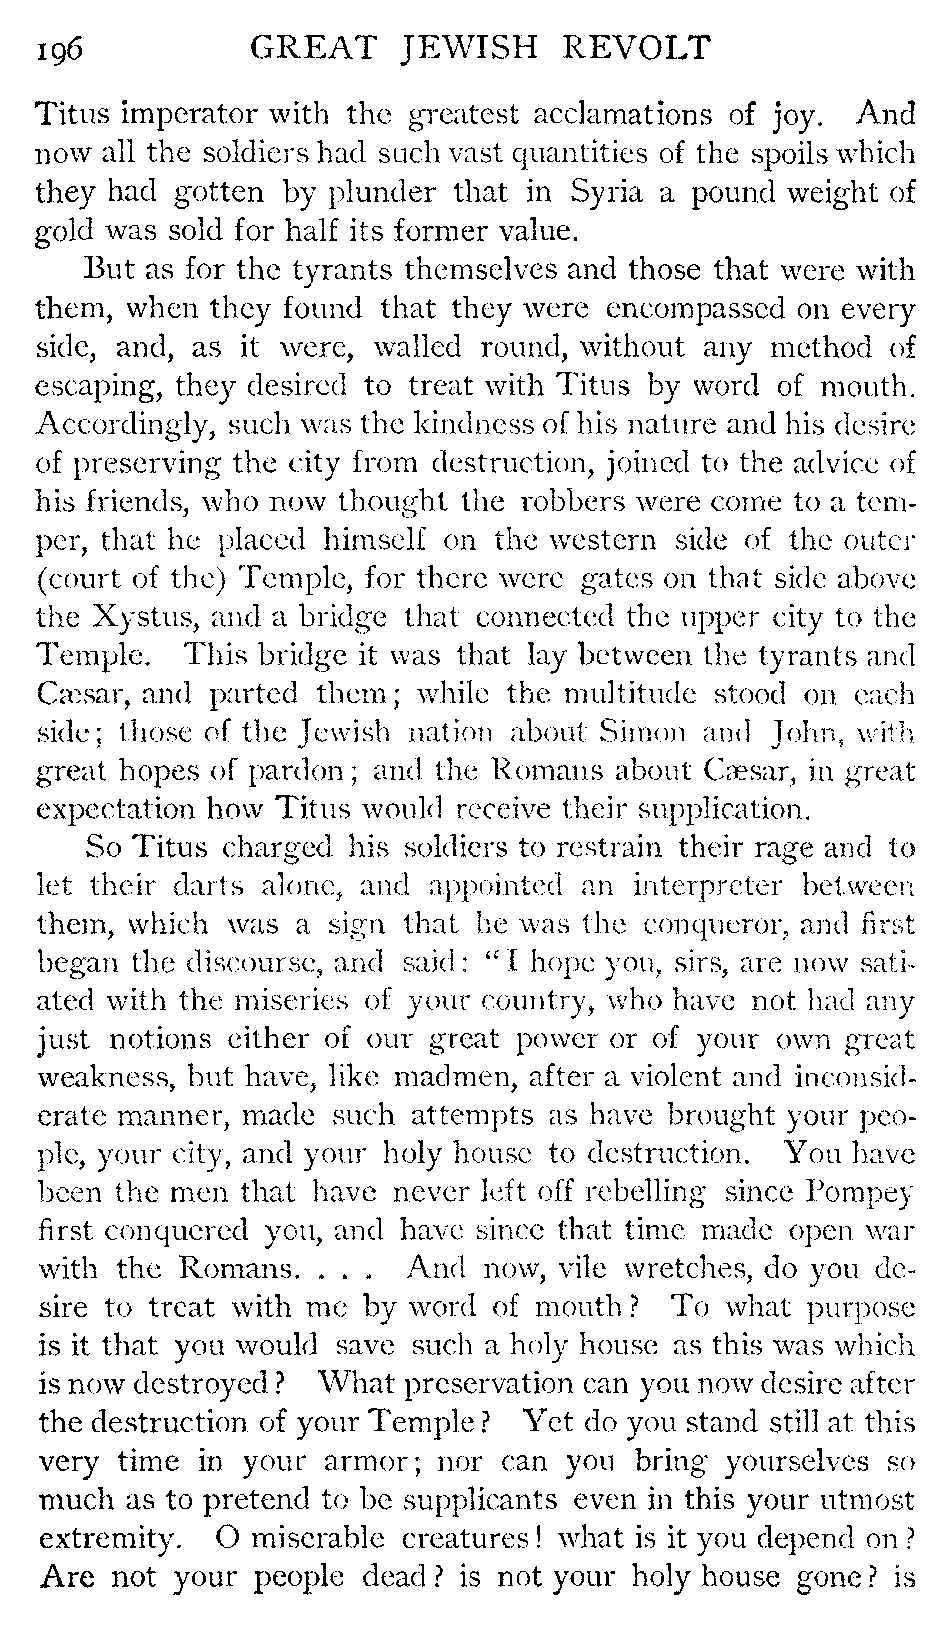 196 GREAT JEWISH REVOLT
Titus imperator with the greatest acclamations of joy. And
now all the soldiers had such vast quantities of the spoils which
they had gotten by plunder that in Syria a pound weight of
gold was sold for half its former value.
But as for the tyrants themselves and those that were with
them, when they found that they were encompassed on every
side, and, as it were, walled round, without any method of
escaping, they desired to treat with Titus by word of mouth.
Accordingly, such was the kindness of his nature and his desire
of preserving the city from destruction, joined to the advice of
his friends, who now thought the robbers were come to a tem-
per, that he placed himself on the western side of the outer
(court of the) Temple, for there were gates on that side above
the Xystus, and a bridge that connected the upper city to the
Temple. This bridge it was that lay between the tyrants and
Cæsar, and parted them; while the multitude stood on each
side; those of the Jewish nation about Simon and John, with
great hopes of pardon; and the Romans about Cæsar, in great
expectation how Titus would receive their supplication.
So Titus charged his soldiers to restrain their rage and to
let their darts alone, and appointed an interpreter between
them, which was a sign that he was the conqueror, and first
began the discourse, and said: "I hope you, sirs, are now sati-
ated with the miseries of your country, who have not had any
just notions either of our great power or of your own great
weakness, but have, like madmen, after a violent and inconsid-
erate manner, made such attempts as have brought your peo-
ple, your city, and your holy house to destruction. You have
been the men that have never left off rebelling since Pompey
first conquered you, and have since that time made open war
with the Romans. . . . And now, vile wretches, do you de-
sire to treat with me by word of mouth? To what purpose
is it that you would save such a holy house as this was which
is now destroyed? What preservation can you now desire after
the destruction of your Temple? Yet do you stand still at this
very time in your armor; nor can you bring yourselves so
much as to pretend to be supplicants even in this your utmost
extremity. O miserable creatures! what is it you depend on?
Are not your people dead? is not your holy house gone? is